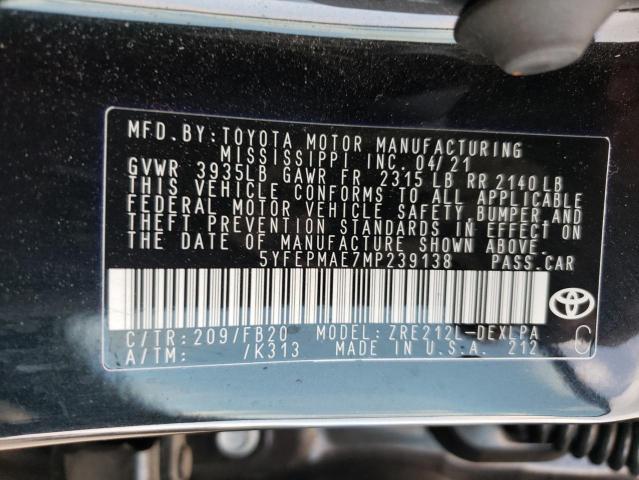 MFD.BY:TOYOTA MOTOR MANUFACTURING
MISSISSIPPI INC. 04/21
GVWR 3935LB GAWR FR 2315 LB RR 2140 LB
THIS VEHICLE CONFORMS TO ALL APPLICABLE
FEDERAL MOTOR VEHICLE SAFETY, BUMPER, AND
THEFT PREVENTION STANDARDS IN EFFECT ON
THE DATE OF MANUFACTURE SHOWN ABOVE.
5YFEPMAE7MP239138 PASS.CAR
C/TR:209/FB20 MODEL:ZRE212L-DEXLPA
A/TM: /K313 MADE IN U.S.A. 212 C